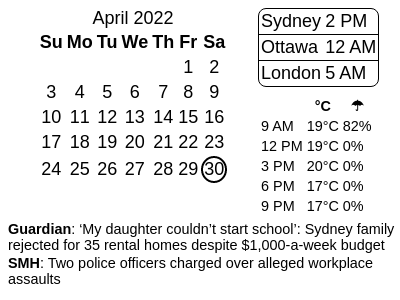 April 2022
Su Mo Tu We Th Fr Sa
1 2
3 4 5 6 7 8 9
10 11 12 13 14 15 16
17 18 19 20 21 22 23
24 25 26 27 28 29 30
Sydney 2 PM
Ottawa 12 AM
London 5 AM
°C ☂
9 AM 19°C 82%
12 PM 19°C 0%
3 PM 20°C 0%
6 PM 17°C 0%
9 PM 17°C 0%
Guardian: ‘My daughter couldn’t start school’: Sydney family
rejected for 35 rental homes despite $1,000-a-week budget
SMH: Two police officers charged over alleged workplace
assaults